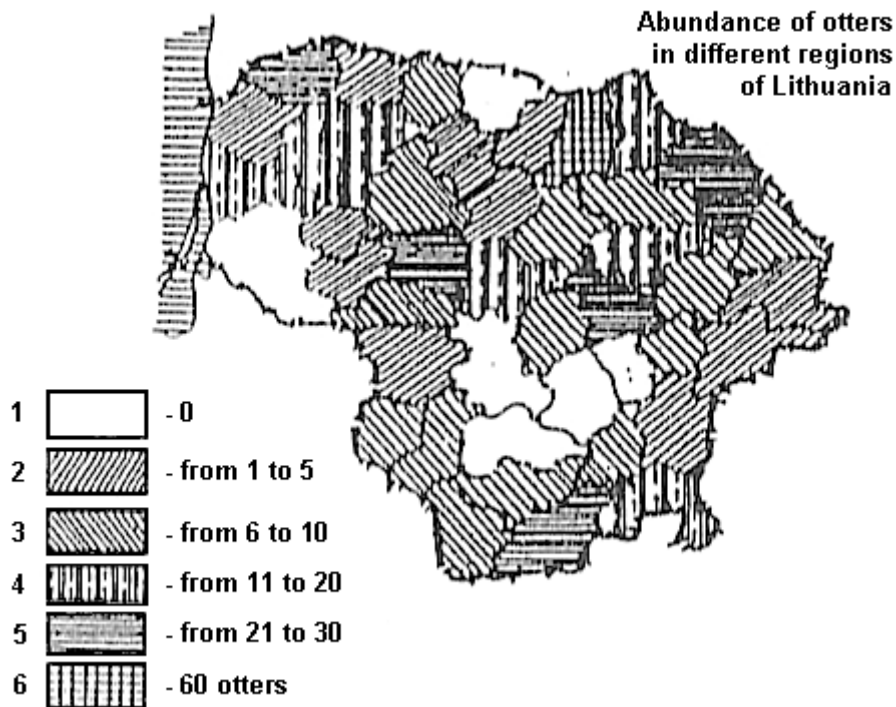 Abundance of otters
in different regions
of Lithuania
1 - 0
2 - from 1 to 5
3 - from 6 to 10
4 - from 11 to 20
5 - from 21 to 30
6 - 60 otters